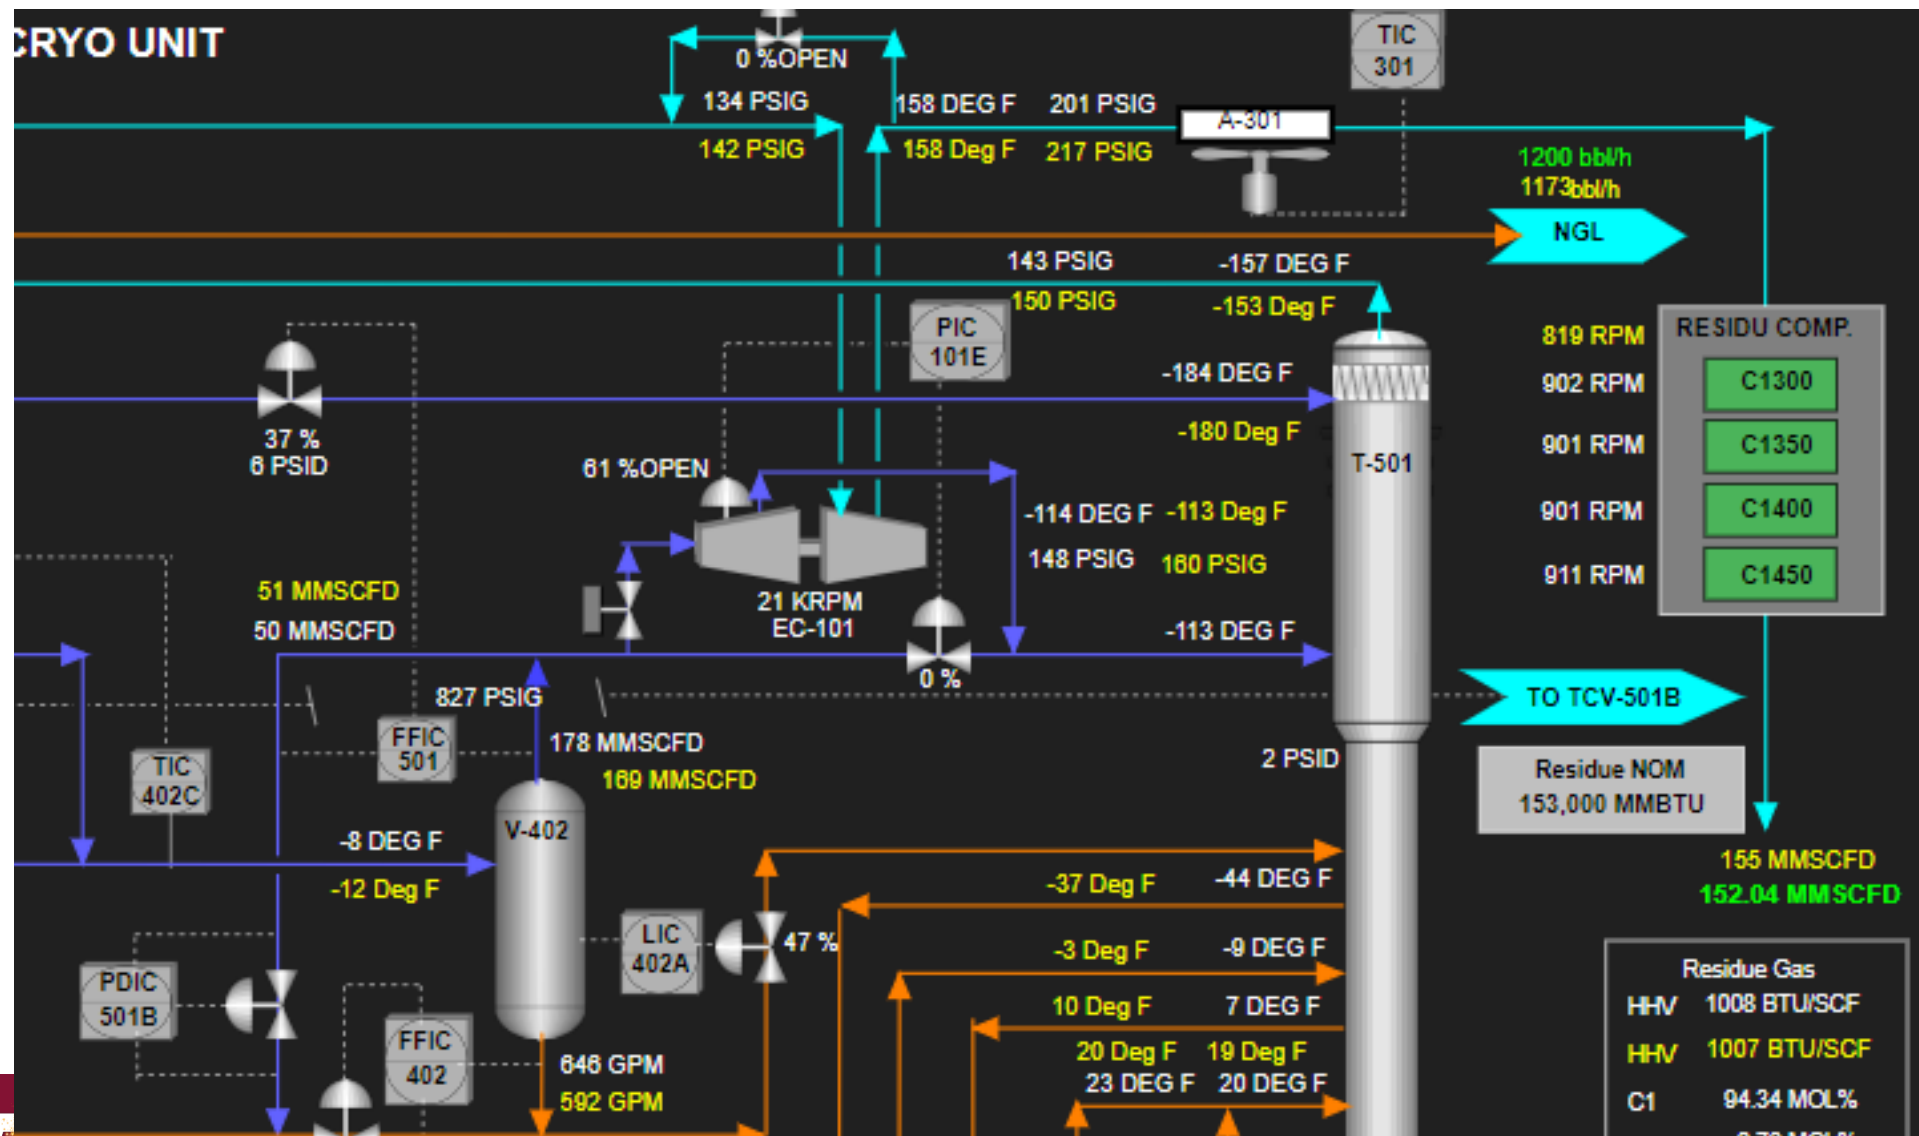 CRYO UNIT
0 %OPEN
TIC
301
134 PSIG
158 DEG F
201 PSIG
A-301
142 PSIG
158 Deg F
217 PSIG
1200 bbl/h
1173bbl/h
NGL
143 PSIG
-157 DEG F
150 PSIG
-153 Deg F
PIC
101E
819 RPM
RESIDU COMP.
-184 DEG F
902 RPM
C1300
37 %
6 PSID
-180 Deg F
901 RPM
C1350
61 %OPEN
T-501
-114 DEG F
-113 Deg F
901 RPM
C1400
148 PSIG
160 PSIG
911 RPM
C1450
51 MMSCFD
21 KRPM
EC-101
50 MMSCFD
-113 DEG F
0 %
827 PSIG
TO TCV-501B
FFIC
501
178 MMSCFD
169 MMSCFD
2 PSID
Residue NOM
153,000 MMBTU
TIC
402C
V-402
-8 DEG F
-12 Deg F
155 MMSCFD
152.04 MMSCFD
-37 Deg F
-44 DEG F
LIC
402A
47 %
-3 Deg F
-9 DEG F
Residue Gas
PDIC
501B
10 Deg F
7 DEG F
HHV 1008 BTU/SCF
FFIC
402
20 Deg F
19 Deg F
HHV 1007 BTU/SCF
646 GPM
23 DEG F
20 DEG F
592 GPM
C1 94.34 MOL%